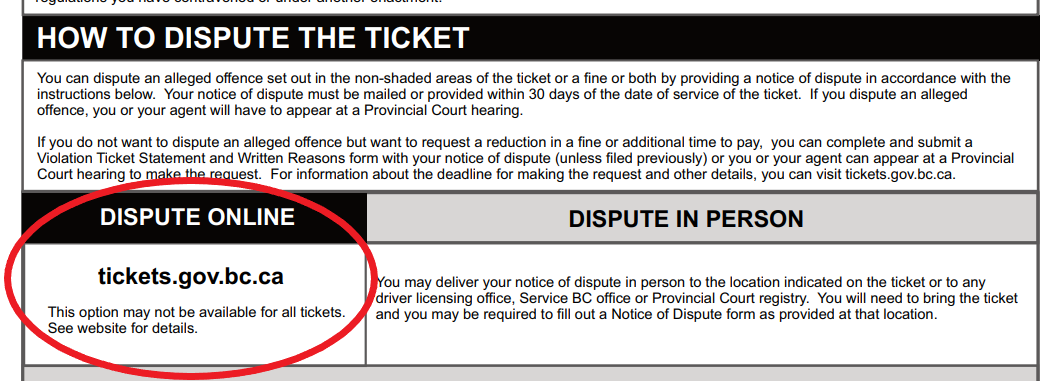 regulations you have contravened or under another enactment.
HOW TO DISPUTE THE TICKET
You can dispute an alleged offence set out in the non-shaded areas of the ticket or a fine or both by providing a notice of dispute in accordance with the
instructions below. Your notice of dispute must be mailed or provided within 30 days of the date of service of the ticket. If you dispute an alleged
offence, you or your agent will have to appear at a Provincial Court hearing.
If you do not want to dispute an alleged offence but want to request a reduction in a fine or additional time to pay, you can complete and submit a
Violation Ticket Statement and Written Reasons form with your notice of dispute (unless filed previously) or you or your agent can appear at a Provincial
Court hearing to make the request. For information about the deadline for making the request and other details, you can visit tickets.gov.bc.ca.
DISPUTE ONLINE
tickets.gov.bc.ca
This option may not be available for all tickets.
See website for details.
DISPUTE IN PERSON
You may deliver your notice of dispute in person to the location indicated on the ticket or to any
driver licensing office, Service BC office or Provincial Court registry. You will need to bring the ticket
and you may be required to fill out a Notice of Dispute form as provided at that location.